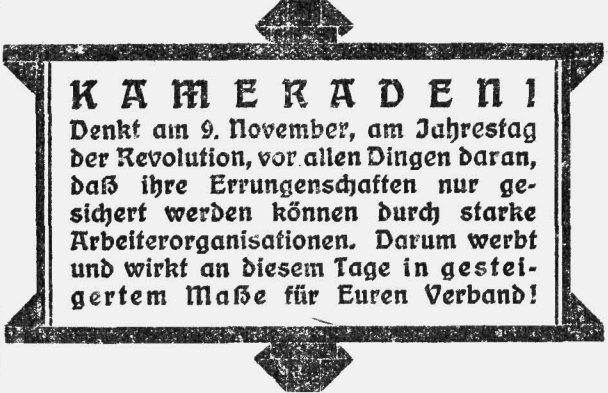 KAMERADEN!
Denkt am 9. November, am Jahrestag
der Revolution, vor allen Dingen daran,
daß ihre Errungenschaften nur ge-
sichert werden können durch starke
Arbeiterorganisationen. Darum werbt
und wirkt an diesem Tage in gestei-
gertem Maße für Euren Verband!